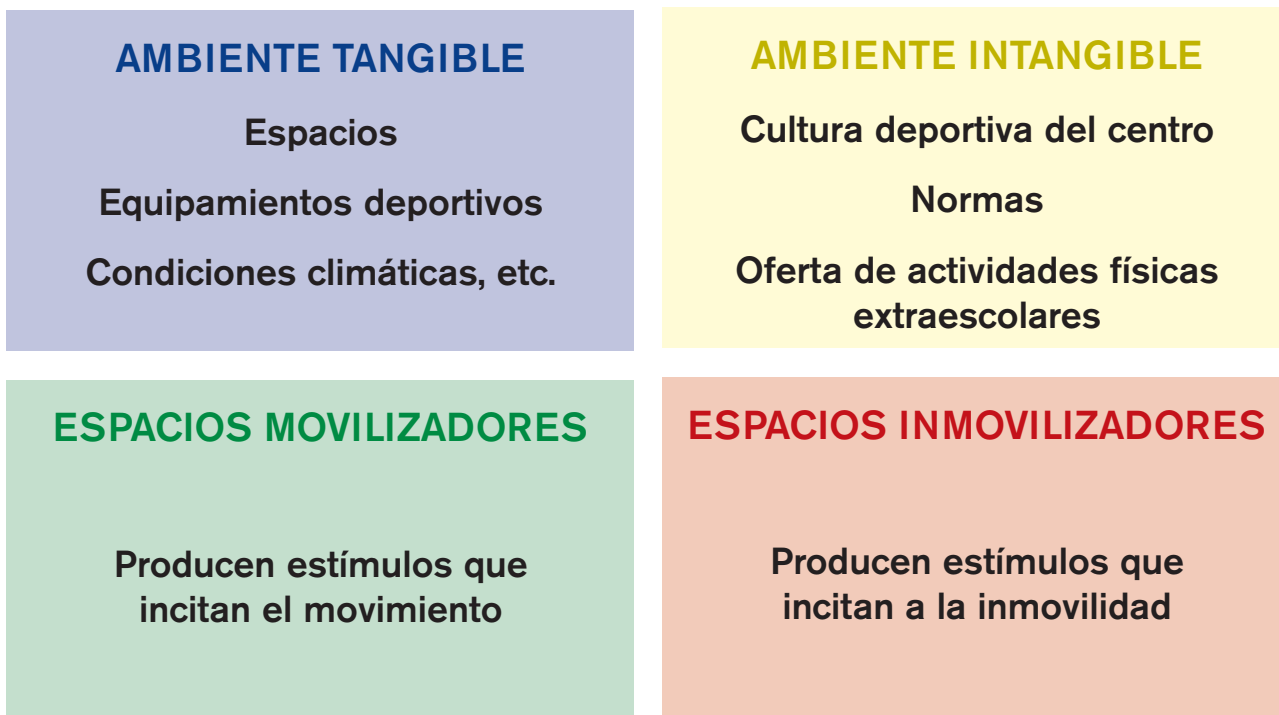 AMBIENTE TANGIBLE
Espacios
Equipamientos deportivos
Condiciones climáticas, etc.
AMBIENTE INTANGIBLE
Cultura deportiva del centro
Normas
Oferta de actividades físicas
extraescolares
ESPACIOS MOVILIZADORES
Producen estímulos que
incitan el movimiento
ESPACIOS INMOVILIZADORES
Producen estímulos que
incitan a la inmovilidad